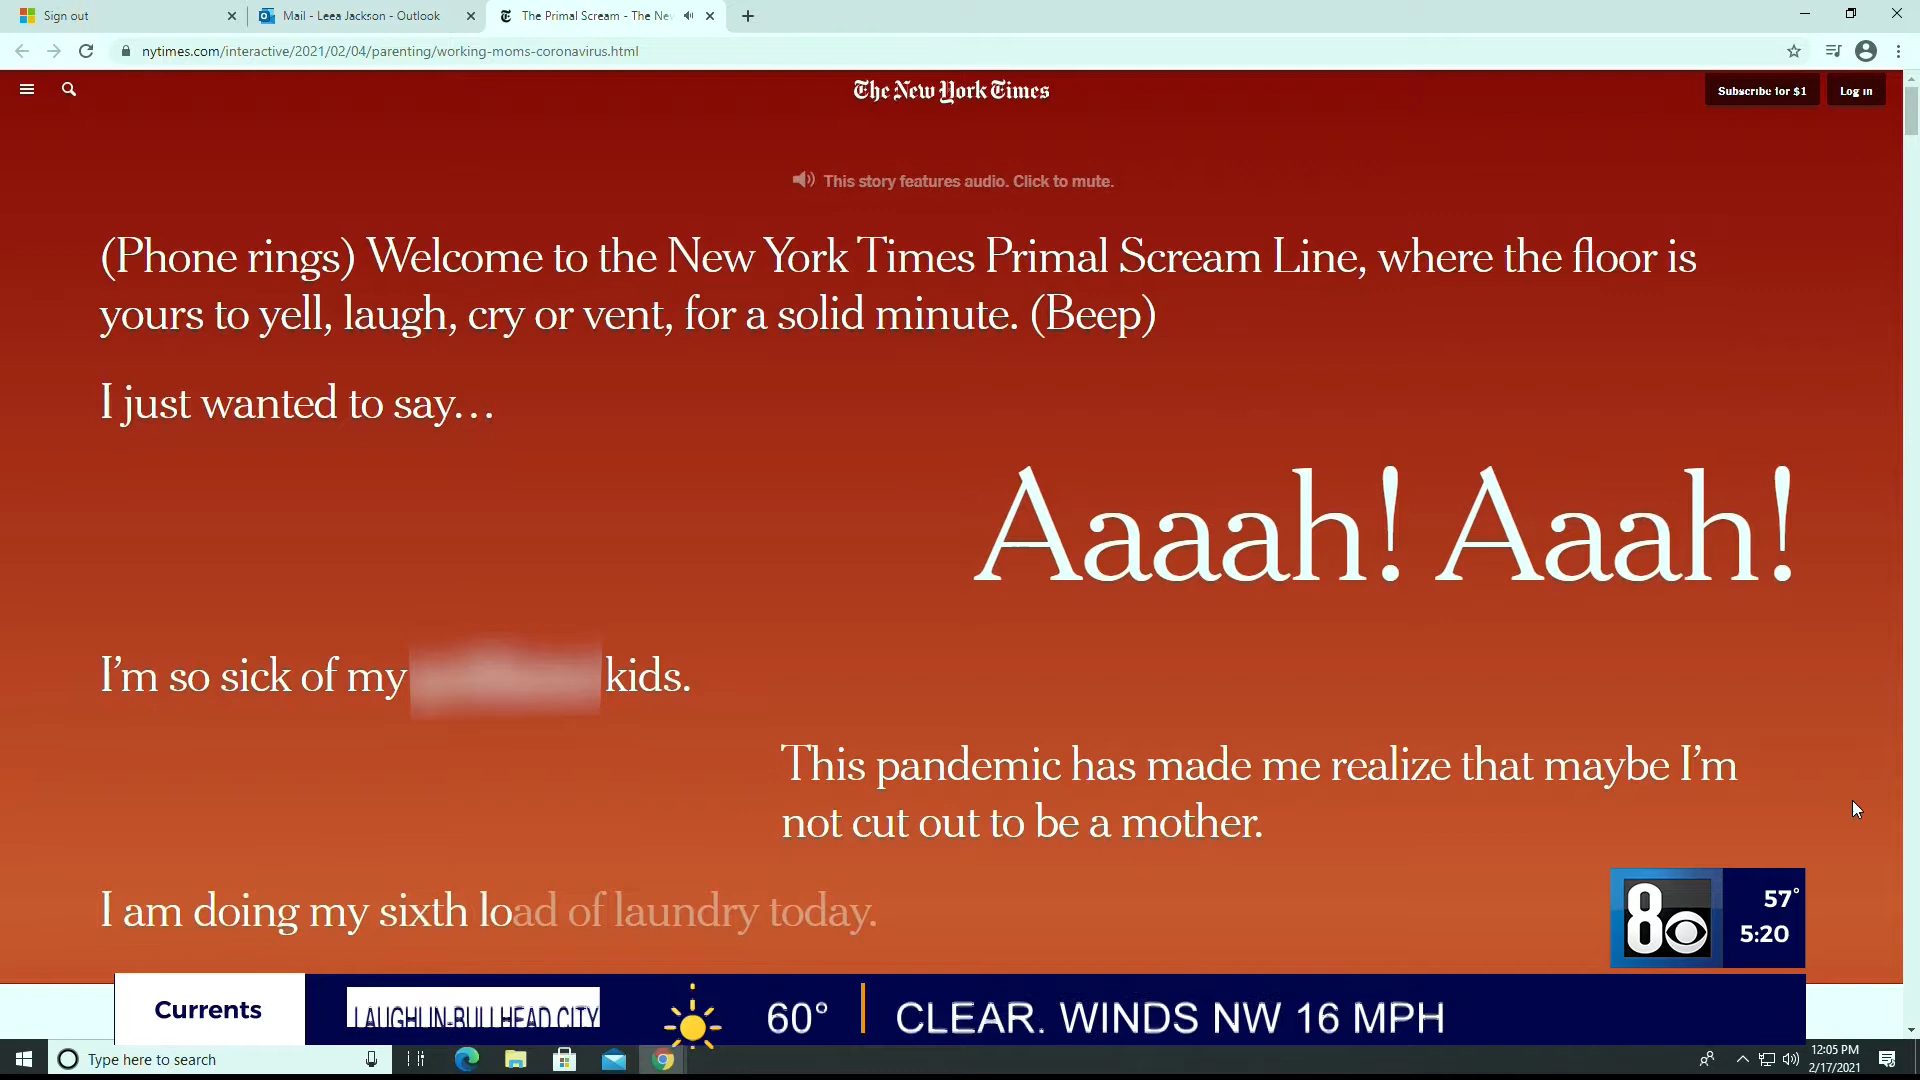 Sign out
Mail - Leea Jackson - Outlook
The Primal Scream - The Ne
nytimes.com/interactive/2021/02/04/parenting/working-moms-coronavirus.html
The New York Times
Subscribe for $1
Log in
This story features audio. Click to mute.
(Phone rings) Welcome to the New York Times Primal Scream Line, where the floor is
yours to yell, laugh, cry or vent, for a solid minute. (Beep)
I just wanted to say…
Aaaah! Aaah!
I’m so sick of my kids.
This pandemic has made me realize that maybe I’m
not cut out to be a mother.
I am doing my sixth load of laundry today.
8
57°
5:20
Currents
LAUGHLIN-BULLHEAD CITY
60°
CLEAR. WINDS NW 16 MPH
Type here to search
12:05 PM
2/17/2021